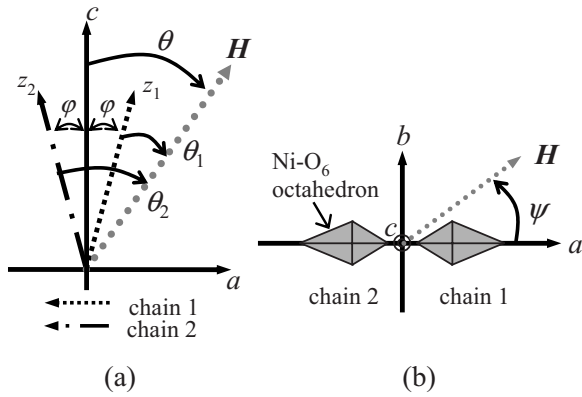 c
θ
H
z₂
φ
φ
z₁
θ₁
θ₂
a
chain 1
chain 2
(a)
b
Ni-O₆
octahedron
H
c
ψ
a
chain 2
chain 1
(b)